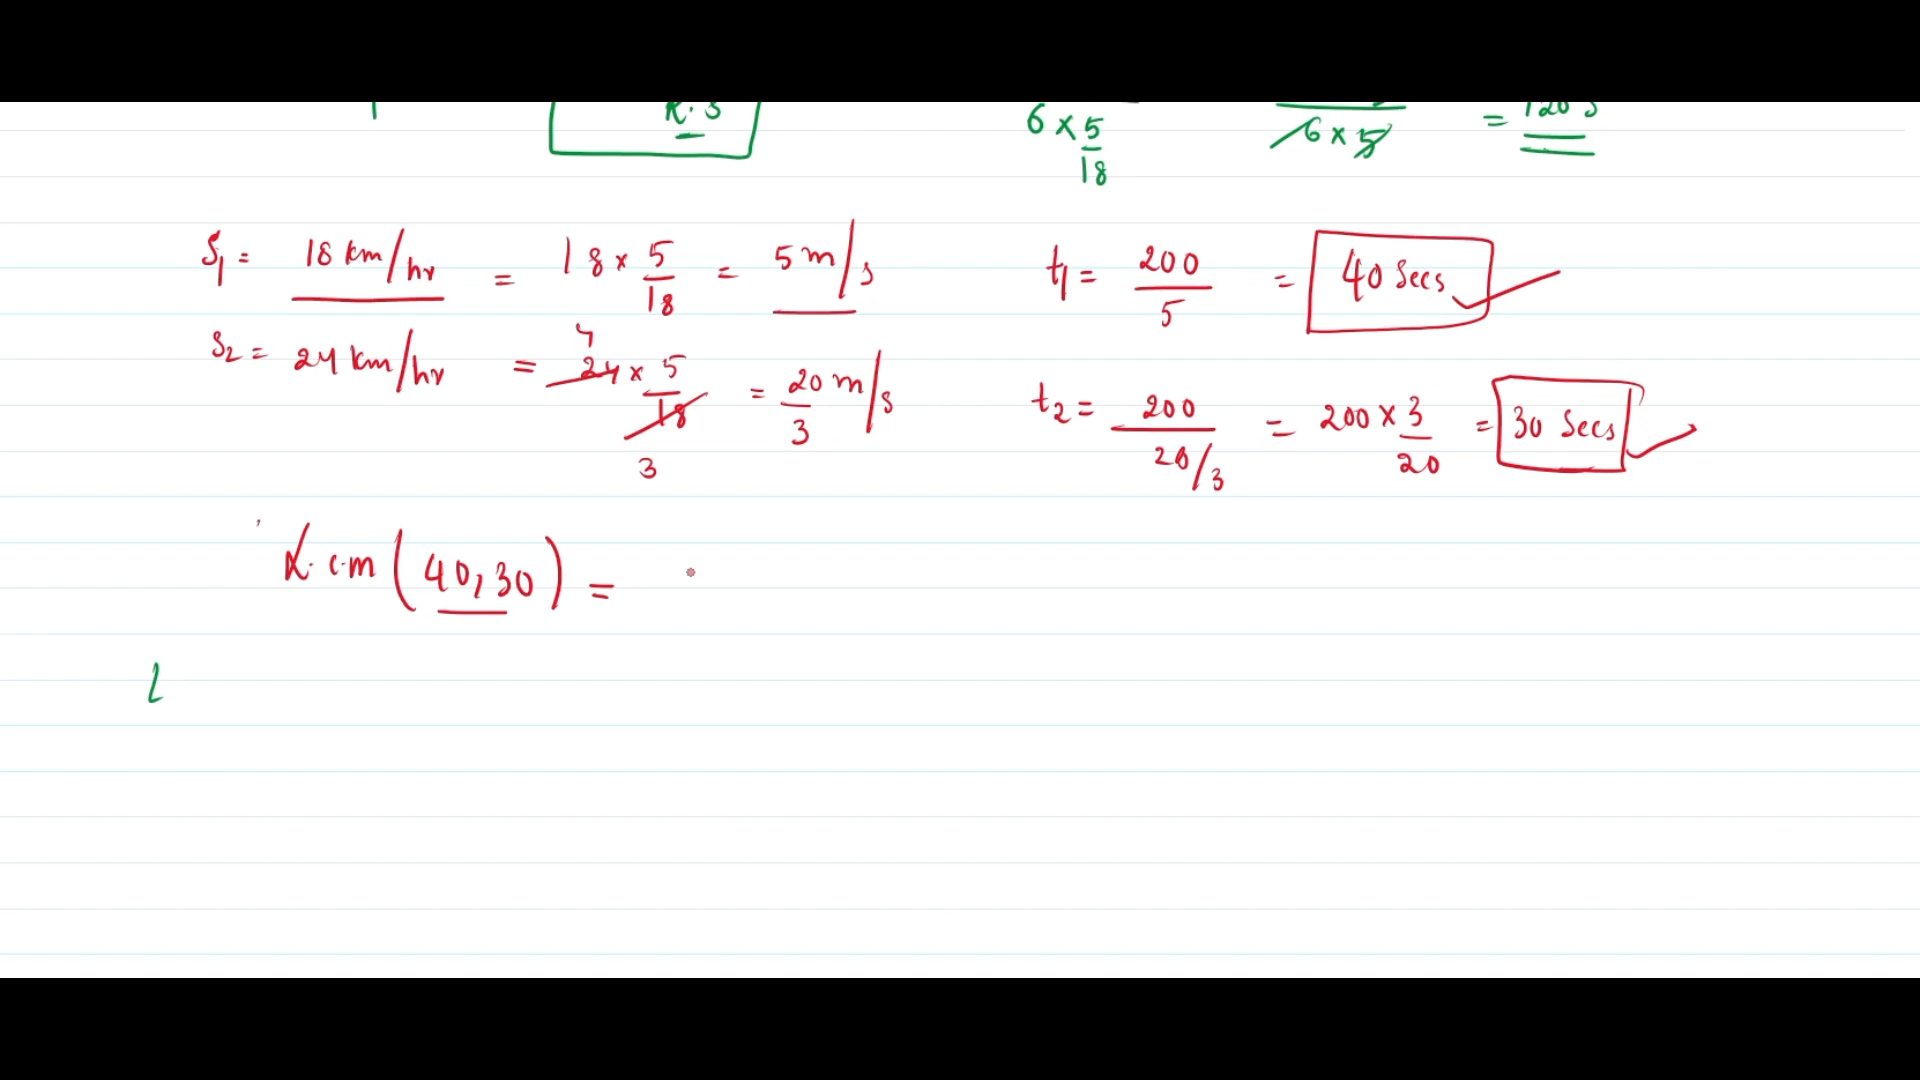 6 × 5/18 6 × 5 = 120 s
S1 = 18 km/hr = 18 × 5/18 = 5 m/s t1 = 200/5 = 40 Secs
S2 = 24 km/hr = 24 × 5/18 = 20/3 m/s t2 = 200/20/3 = 200 × 3/20 = 30 Secs
4
3
L.C.M (40, 30) =